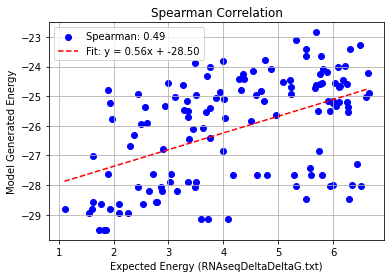 Spearman Correlation
Spearman: 0.49
Fit: y = 0.56x + -28.50
Model Generated Energy
−23
−24
−25
−26
−27
−28
−29
1
2
3
4
5
6
Expected Energy (RNAseqDeltaDeltaG.txt)